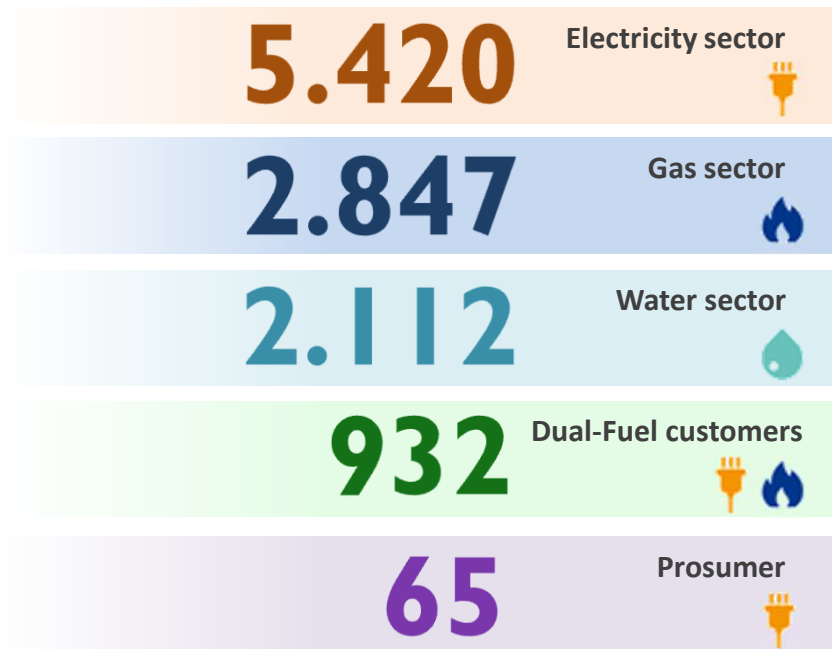 5.420 Electricity sector
2.847 Gas sector
2.112 Water sector
932 Dual-Fuel customers
65 Prosumer